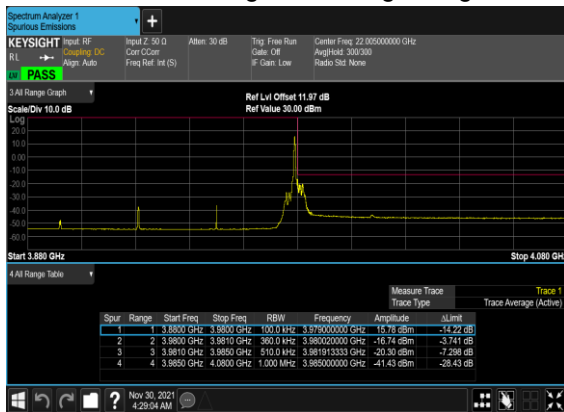 Spectrum Analyzer 1
Spurious Emissions
KEYSIGHT Input: RF Input Z: 50 Ω Atten: 30 dB Trig: Free Run Center Freq: 22.005000000 GHz
RL Coupling: DC Corr CCorr Gate: Off Avg|Hold: 300/300
Align: Auto Freq Ref: Int (S) IF Gain: Low Radio Std: None
PASS
3 All Range Graph Ref Lvl Offset 11.97 dB
Scale/Div 10.0 dB Ref Value 30.00 dBm
Log
20.0
10.0
0.00
-10.0
-20.0
-30.0
-40.0
-50.0
-60.0
Start 3.880 GHz Stop 4.080 GH
4 All Range Table
Measure Trace Trace 1
Trace Type Trace Average (Active)
Spur Range Start Freq Stop Freq RBW Frequency Amplitude ΔLimit
1 1 3.8800 GHz 3.9800 GHz 100.0 kHz 3.979000000 GHz 15.78 dBm -14.22 dB
2 2 3.9800 GHz 3.9810 GHz 360.0 kHz 3.980020000 GHz -16.74 dBm -3.741 dB
3 3 3.9810 GHz 3.9850 GHz 510.0 kHz 3.981913333 GHz -20.30 dBm -7.298 dB
4 4 3.9850 GHz 4.0800 GHz 1.000 MHz 3.985000000 GHz -41.43 dBm -28.43 dB
Nov 30, 2021
4:29:04 AM